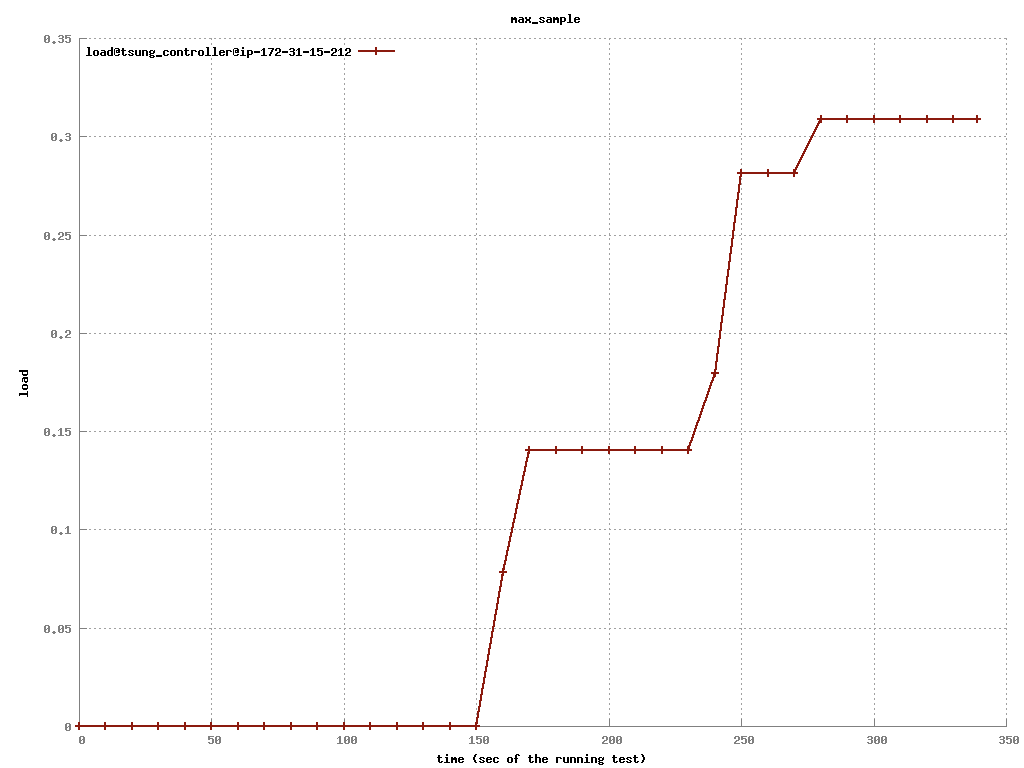 max_sample
load@tsung_controller@ip-172-31-15-212
0.35
0.3
0.25
0.2
0.15
0.1
0.05
0
load
0 50 100 150 200 250 300 350
time (sec of the running test)